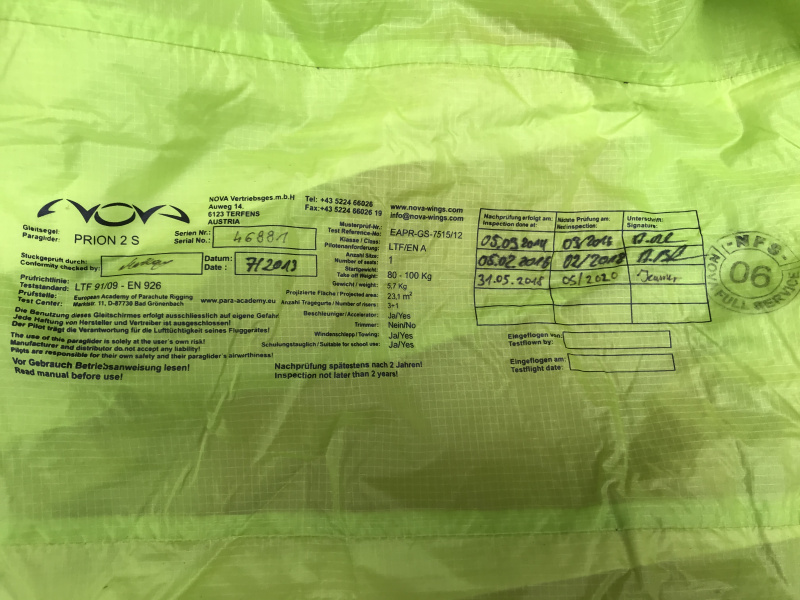 NOVA
NOVA Vertriebsges.m.b.H
Auweg 14.
6123 TERFENS
AUSTRIA
Tel: +43 5224 66026
Fax:+43 5224 66026 19
www.nova-wings.com
info@nova-wings.com
Gleitsegel:
Paraglider:
PRION 2 S
Serien Nr.:
Serial No.:
46881
Stuckgeprüft durch:
Conformity checked by:
Datum:
Date :
7/2013
Prüfrichtlinie:
Teststandard:
LTF 91/09 - EN 926
Prüfstelle:
Test Center:
European Academy of Parachute Rigging
Marktstr. 11, D-87730 Bad Grönenbach
www.para-academy.eu
Die Benutzung dieses Gleitschirmes erfolgt ausschliesslich auf eigene Gefahr
Jede Haftung von Hersteller und Vertreiber ist ausgeschlossen!
Der Pilot trägt die Verantwortung für die Lufttüchtigkeit seines Fluggerätes!
The use of this paraglider is solely at the user's own risk!
Manufacturer and distributor do not accept any liability!
Pilots are responsible for their own safety and their paraglider's airworthiness!
Vor Gebrauch Betriebsanweisung lesen!
Read manual before use!
Musterprüf-Nr:
Test Reference-No:
EAPR-GS-7515/12
Klasse / Class:
Pilotenanforderung:
LTF/EN A
Anzahl Sitze:
Number of seats:
1
Startgewicht:
Take off Weight:
80 - 100 Kg
Gewicht / weight:
5,7 Kg
Projizierte Fläche / Projected area:
23,1 m²
Anzahl Tragegurte / Number of risers:
3+1
Beschleuniger/Accelerator:
Ja/Yes
Trimmer:
Nein/No
Windenschlepp/Towing:
Ja/Yes
Schulungstauglich / Suitable for school use:
Ja/Yes
Nachprüfung spätestens nach 2 Jahren!
Inspection not later than 2 years!
Nachprüfung erfolgt am:
Inspection done at:
Nächste Prüfung am:
Nextinspection:
Unterschrift:
Signature:
05.03.2014
03/2016
05.02.2016
02/2018
31.05.2018
05/2020
Eingeflogen von:
Testflown by:
Eingeflogen am:
Testflight date:
NFS
06
NOVA FULL SERVICE